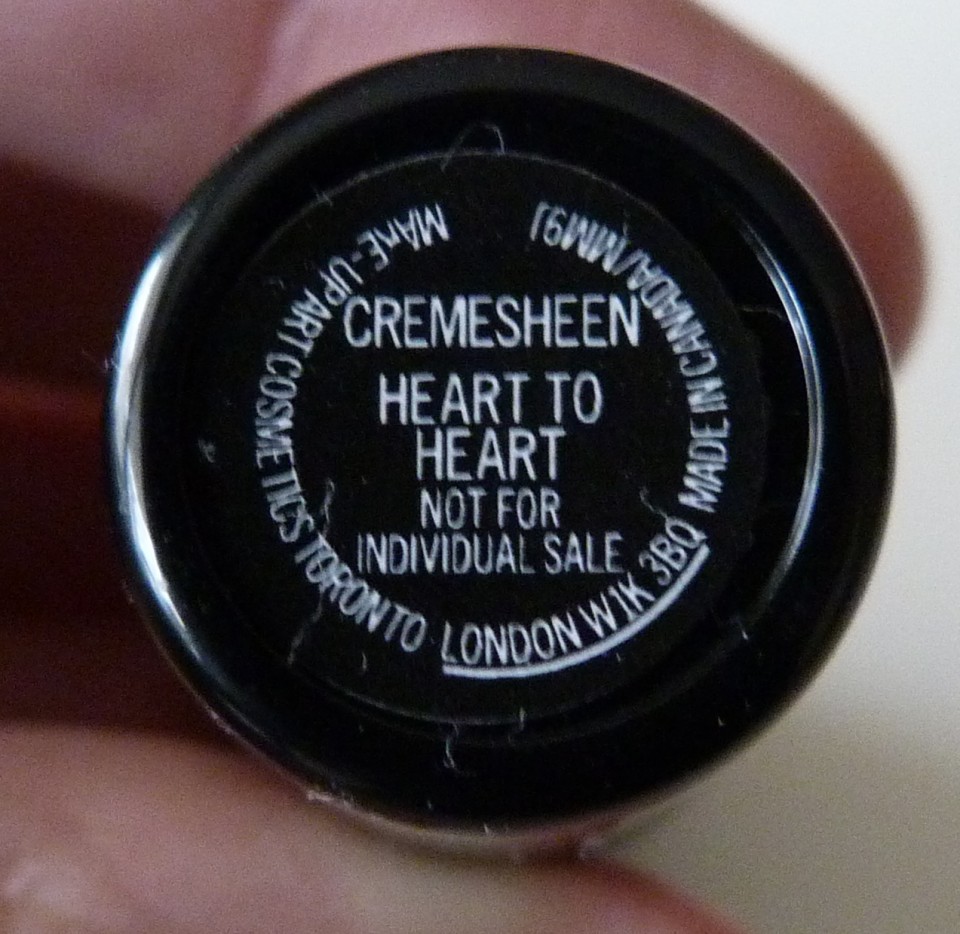 CREMESHEEN
HEART TO
HEART
NOT FOR
INDIVIDUAL SALE
MAKE-UP ART COSMETICS TORONTO LONDON W1K 3BQ MADE IN CANADA/MM9J